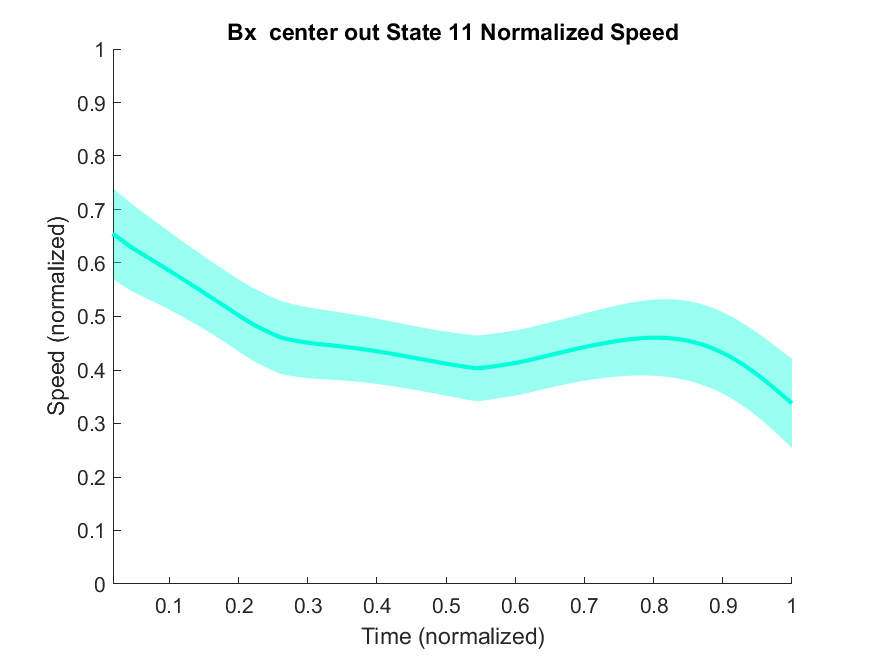 Bx  center out State 11 Normalized Speed
1
0.9
0.8
0.7
0.6
0.5
0.4
0.3
0.2
0.1
0
Speed (normalized)
0.1 0.2 0.3 0.4 0.5 0.6 0.7 0.8 0.9 1
Time (normalized)